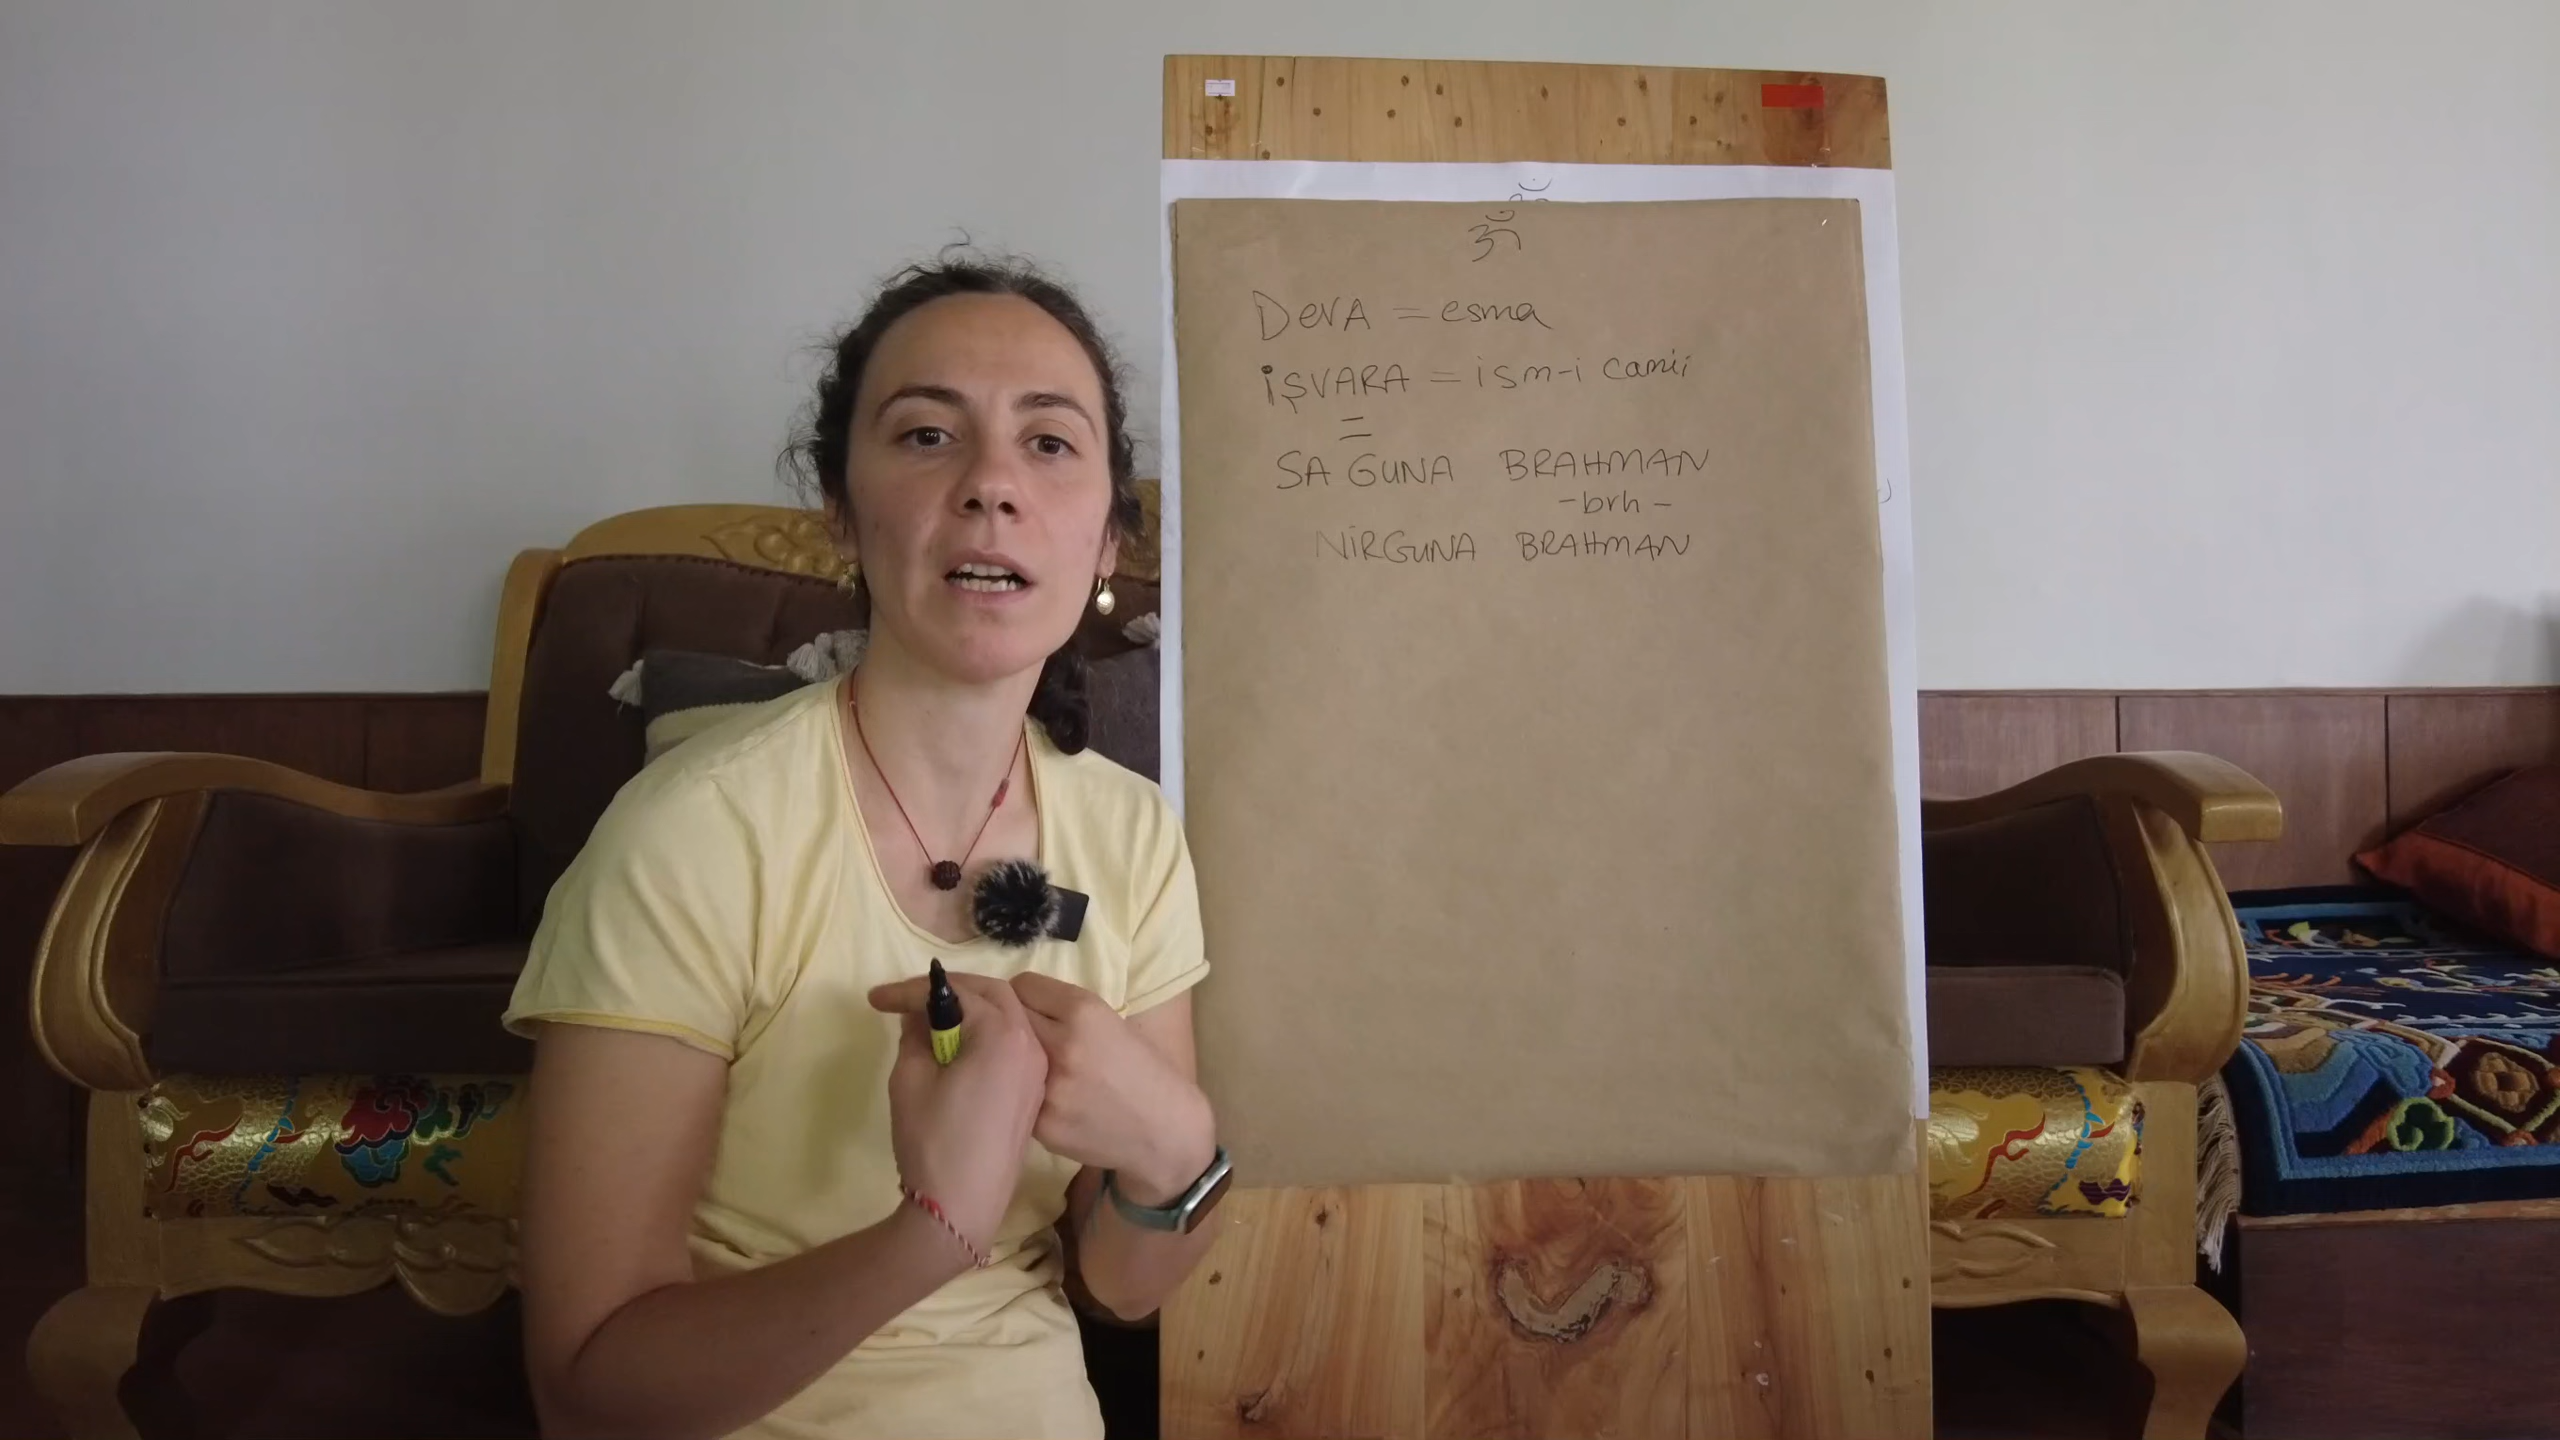 ॐ
DEVA = esma
İŞVARA = ism-i camii
=
SA GUNA BRAHMAN
-brh-
NİRGUNA BRAHMAN